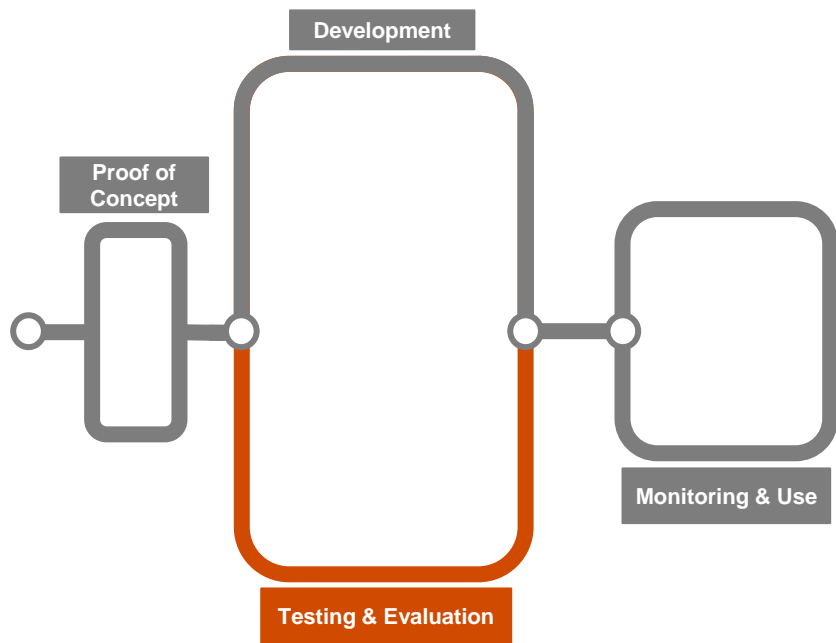 Development
Proof of
Concept
Monitoring & Use
Testing & Evaluation